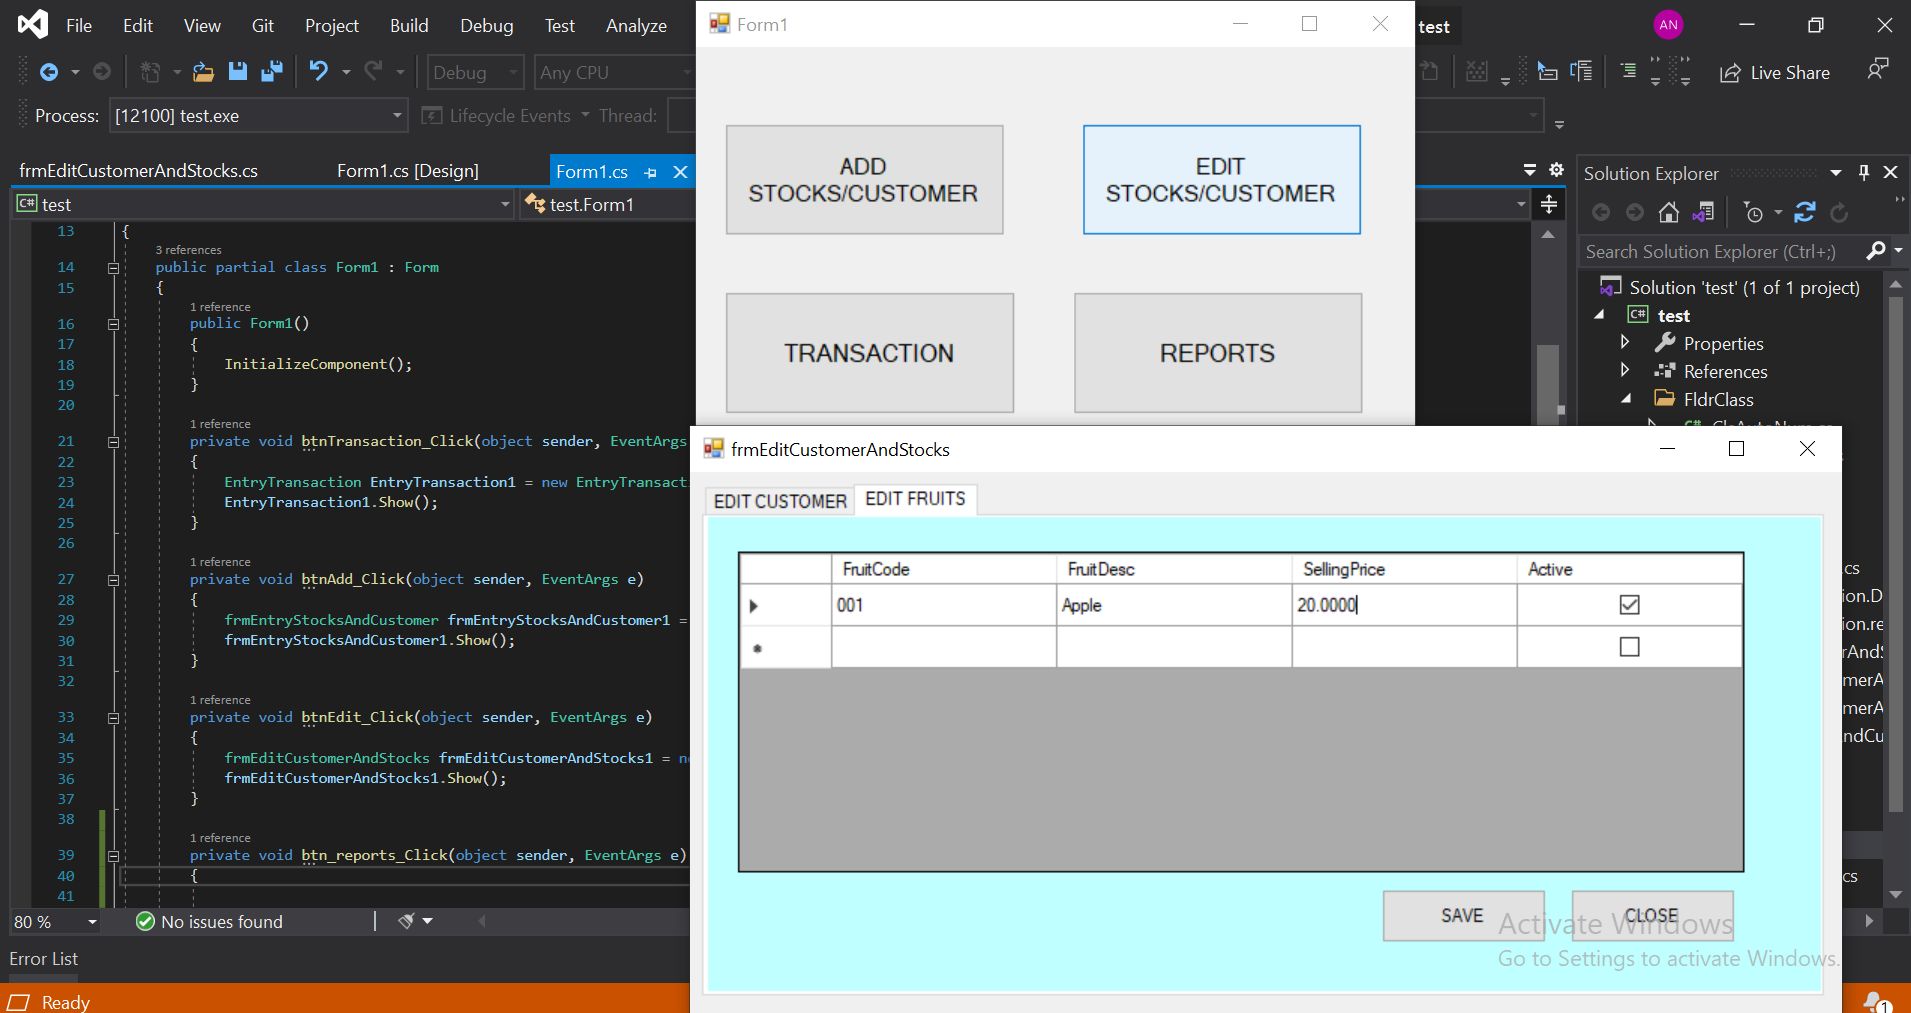 File Edit View Git Project Build Debug Test Analyze
test
AN
Debug Any CPU
Live Share
Process: [12100] test.exe Lifecycle Events Thread:
frmEditCustomerAndStocks.cs Form1.cs [Design] Form1.cs
C# test test.Form1
13 {
3 references
14 public partial class Form1 : Form
15 {
1 reference
16 public Form1()
17 {
18 InitializeComponent();
19 }
20
1 reference
21 private void btnTransaction_Click(object sender, EventArgs
22 {
23 EntryTransaction EntryTransaction1 = new EntryTransact
24 EntryTransaction1.Show();
25 }
26
1 reference
27 private void btnAdd_Click(object sender, EventArgs e)
28 {
29 frmEntryStocksAndCustomer frmEntryStocksAndCustomer1 =
30 frmEntryStocksAndCustomer1.Show();
31 }
32
1 reference
33 private void btnEdit_Click(object sender, EventArgs e)
34 {
35 frmEditCustomerAndStocks frmEditCustomerAndStocks1 = n
36 frmEditCustomerAndStocks1.Show();
37 }
38
1 reference
39 private void btn_reports_Click(object sender, EventArgs e)
40 {
41
80 % No issues found
Error List
Ready
Form1
ADD
STOCKS/CUSTOMER
EDIT
STOCKS/CUSTOMER
TRANSACTION
REPORTS
frmEditCustomerAndStocks
EDIT CUSTOMER EDIT FRUITS
FruitCode FruitDesc SellingPrice Active
001 Apple 20.0000
SAVE CLOSE
Activate Windows
Go to Settings to activate Windows.
Solution Explorer
Search Solution Explorer (Ctrl+;)
Solution 'test' (1 of 1 project)
C# test
Properties
References
FldrClass
.cs
ion.D
ion.re
rAnd
merA
merA
ndCu
cs
1